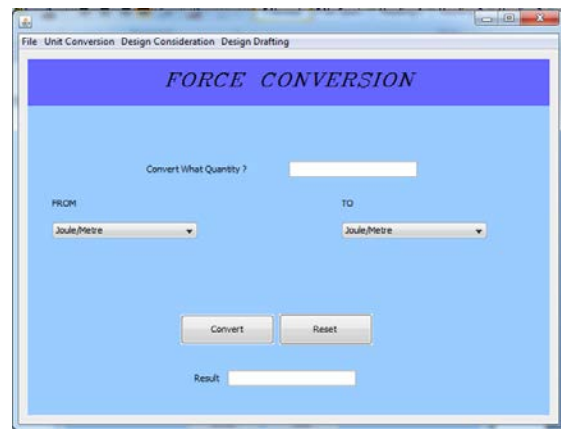 File Unit Conversion Design Consideration Design Drafting
FORCE CONVERSION
Convert What Quantity ?
FROM TO
Joule/Metre Joule/Metre
Convert Reset
Result